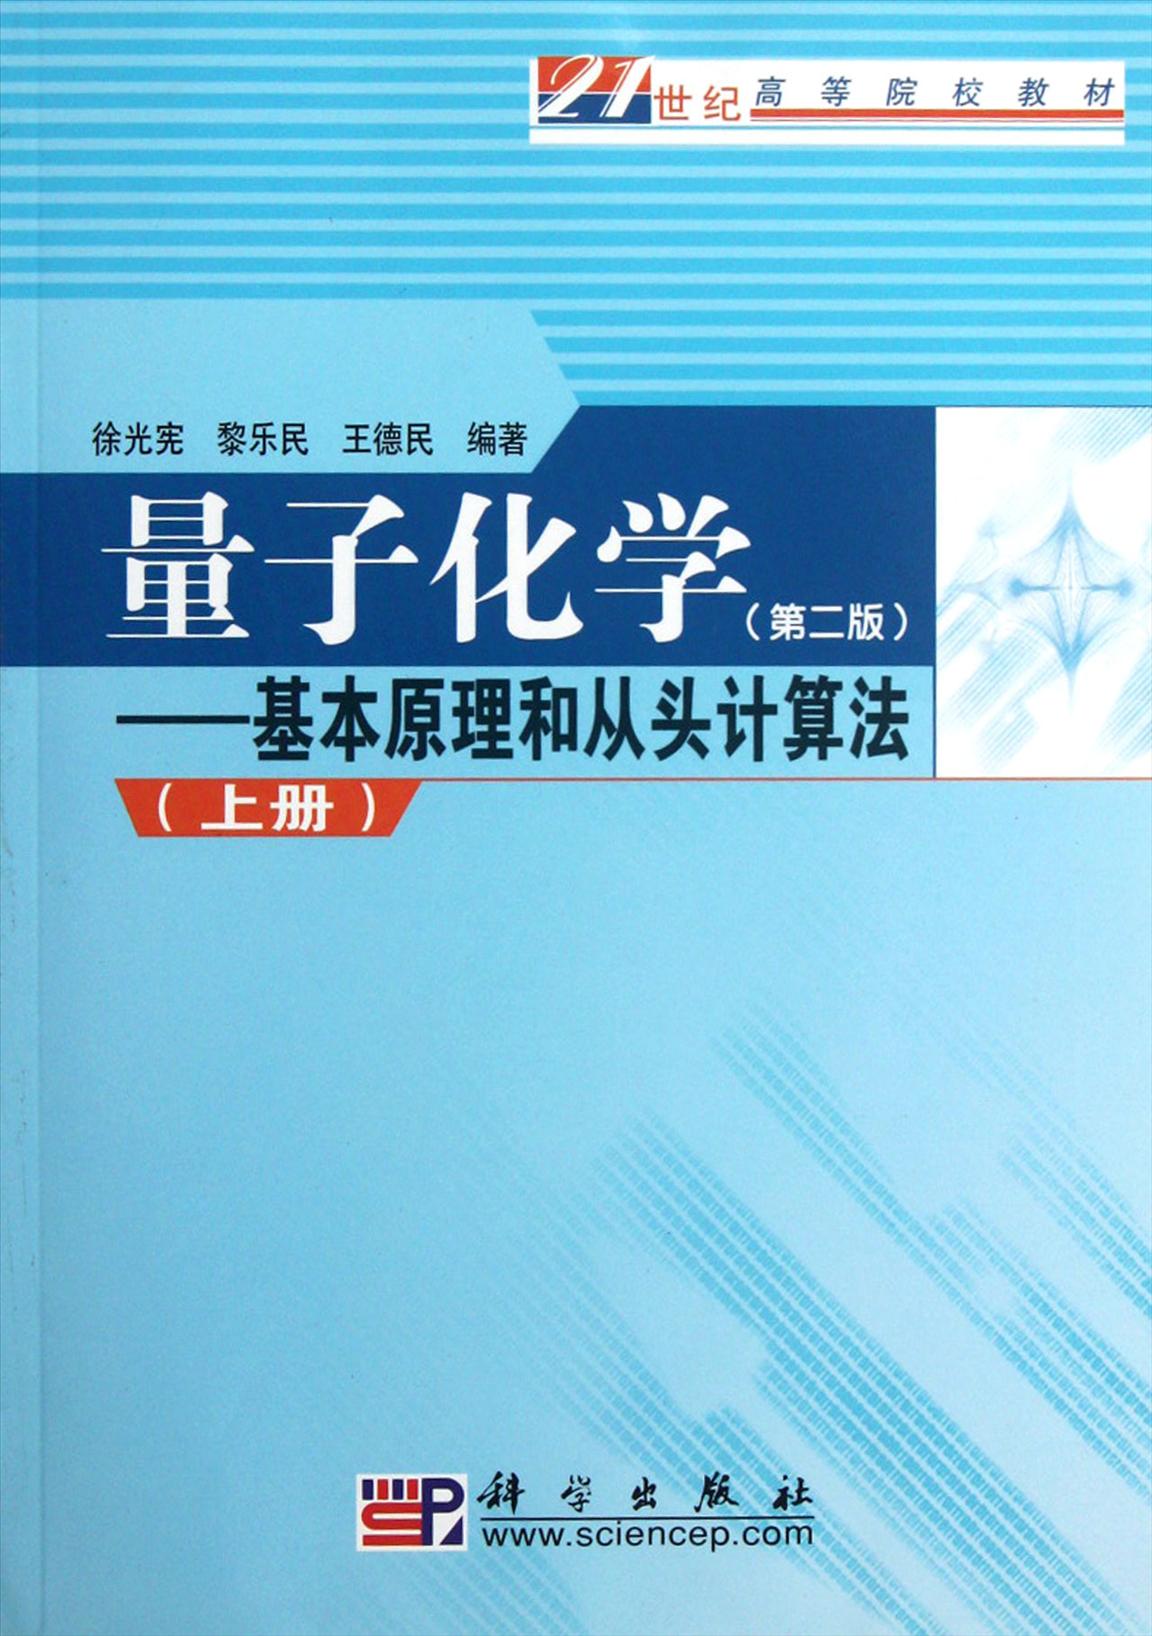 21世纪高等院校教材
徐光宪 黎乐民 王德民 编著
量子化学(第二版)
——基本原理和从头计算法
(上册)
SP 科学出版社
www.sciencep.com